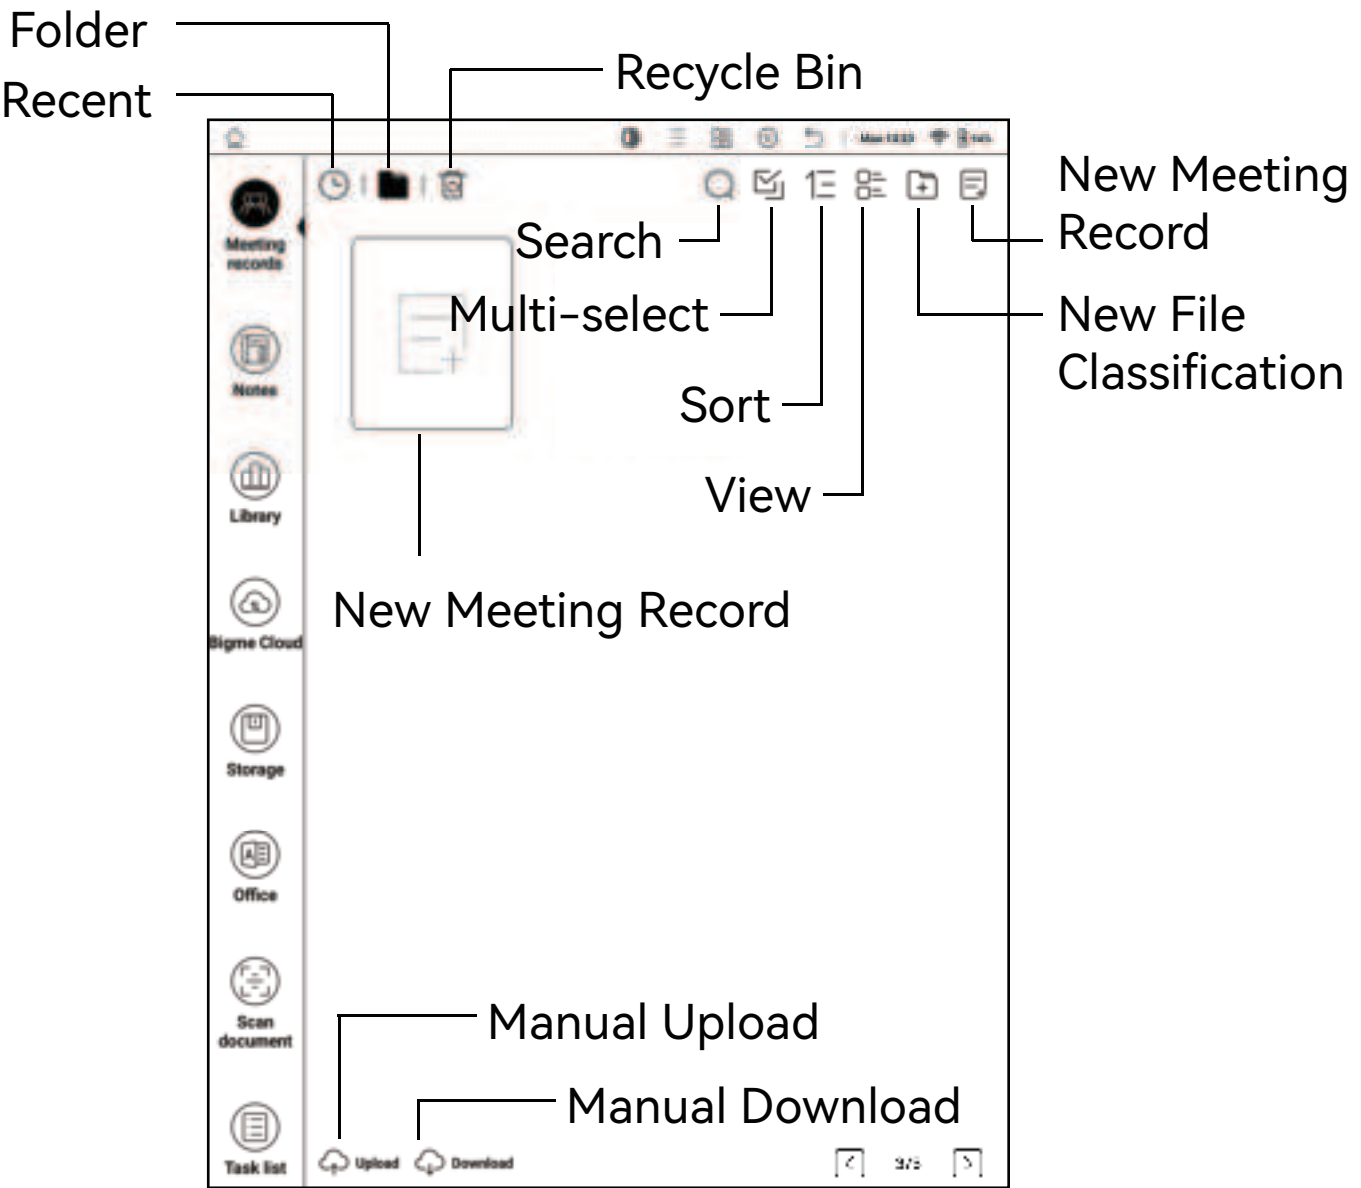 Folder
Recycle Bin
Recent
New Meeting
Record
Meeting
records
Search
Multi-select
New File
Classification
Notes
Sort
View
Library
New Meeting Record
Bigme Cloud
Storage
Office
Scan
document
Manual Upload
Manual Download
Task list
Upload
Download